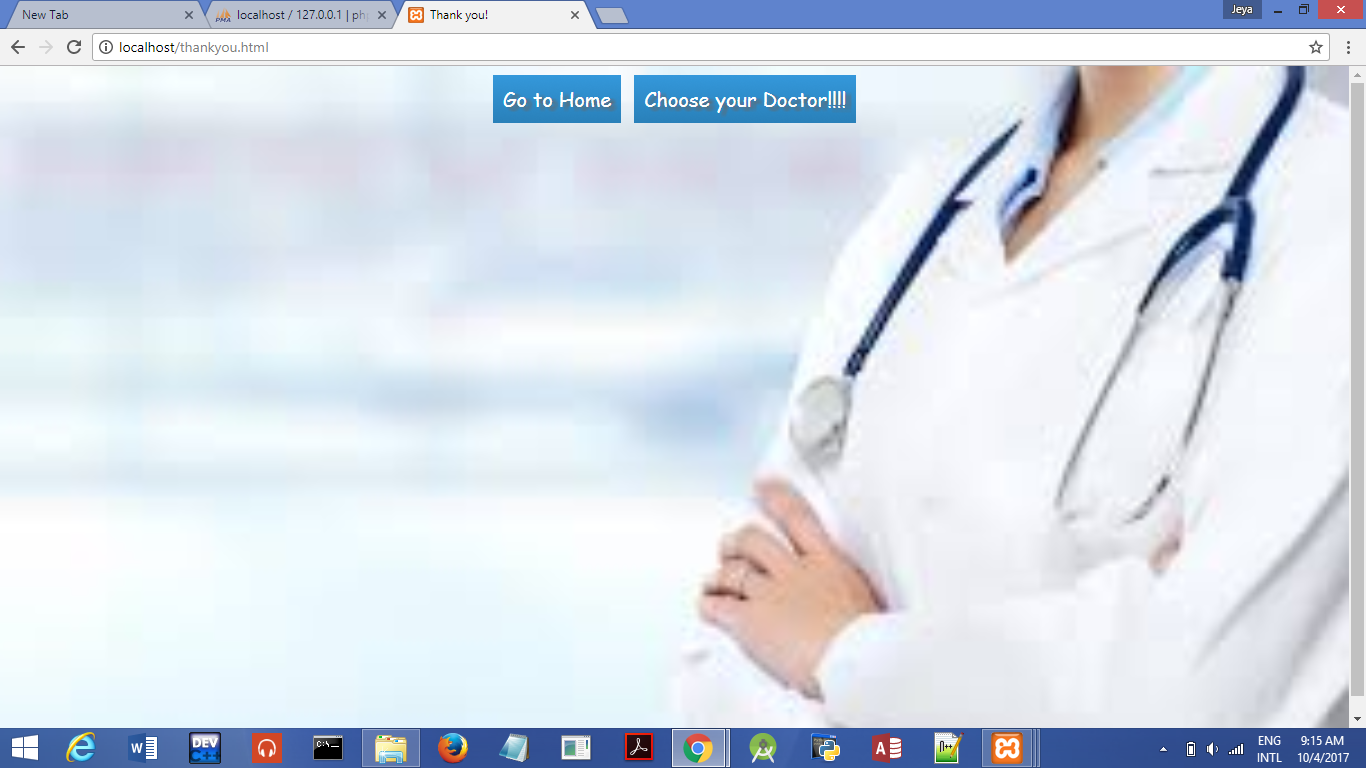 New Tab
localhost / 127.0.0.1 | ph
Thank you!
Jeya
localhost/thankyou.html
Go to Home
Choose your Doctor!!!!
ENG
9:15 AM
INTL
10/4/2017